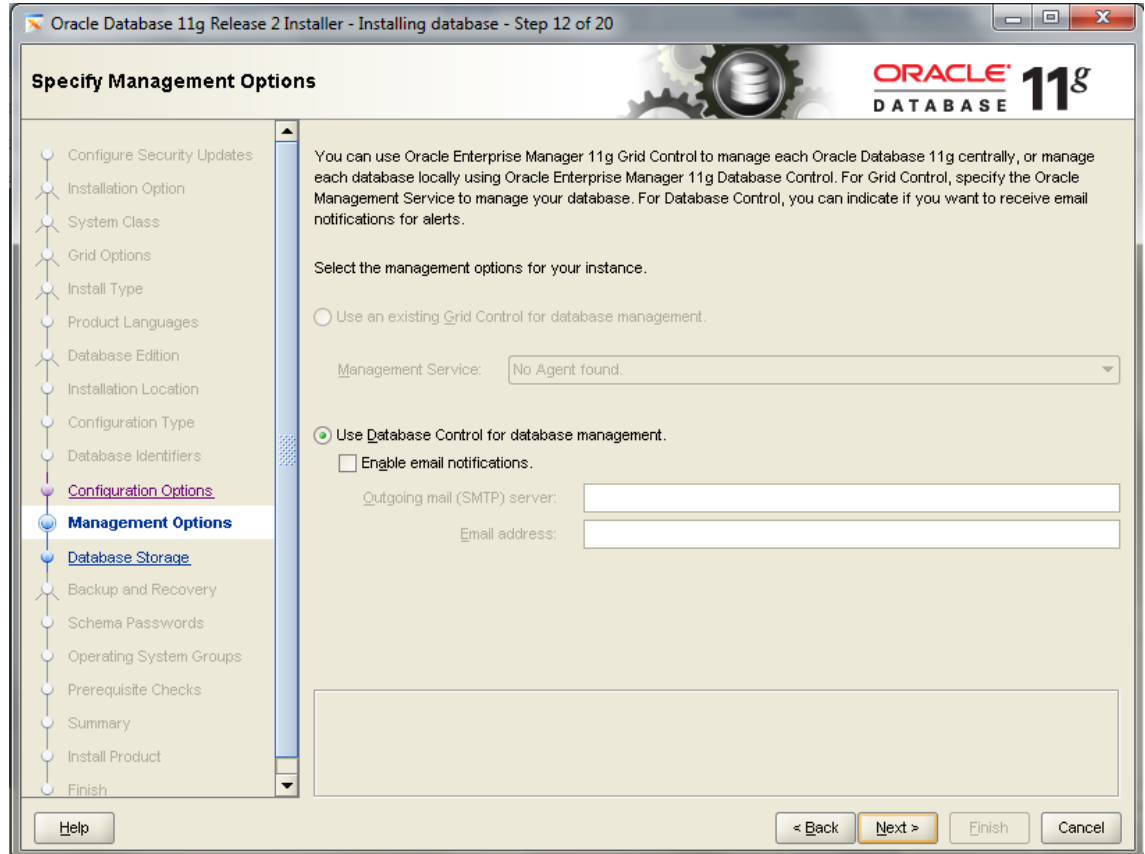 Oracle Database 11g Release 2 Installer - Installing database - Step 12 of 20
Specify Management Options
ORACLE
DATABASE
11g
Configure Security Updates
Installation Option
System Class
Grid Options
Install Type
Product Languages
Database Edition
Installation Location
Configuration Type
Database Identifiers
Configuration Options
Management Options
Database Storage
Backup and Recovery
Schema Passwords
Operating System Groups
Prerequisite Checks
Summary
Install Product
Finish
You can use Oracle Enterprise Manager 11g Grid Control to manage each Oracle Database 11g centrally, or manage
each database locally using Oracle Enterprise Manager 11g Database Control. For Grid Control, specify the Oracle
Management Service to manage your database. For Database Control, you can indicate if you want to receive email
notifications for alerts.
Select the management options for your instance.
Use an existing Grid Control for database management.
Management Service: No Agent found.
Use Database Control for database management.
Enable email notifications.
Outgoing mail (SMTP) server:
Email address:
Help
< Back
Next >
Finish
Cancel